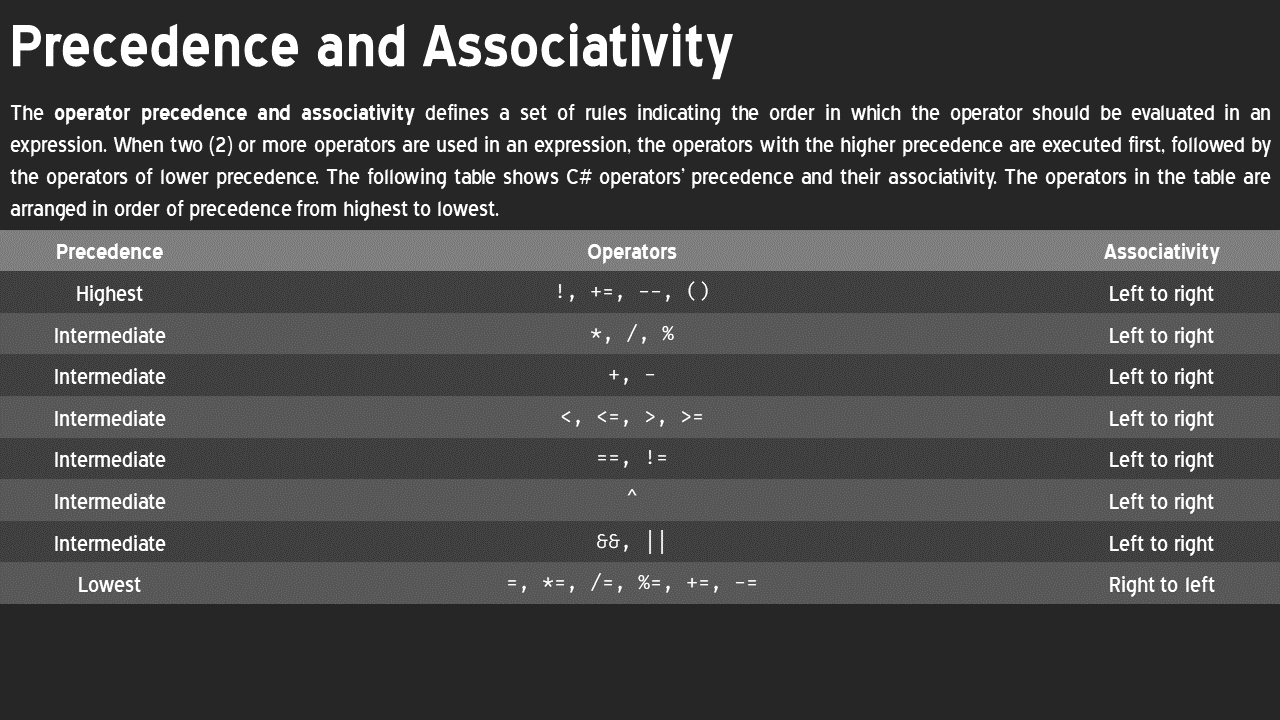 Precedence and Associativity
The operator precedence and associativity defines a set of rules indicating the order in which the operator should be evaluated in an
expression. When two (2) or more operators are used in an expression, the operators with the higher precedence are executed first, followed by
the operators of lower precedence. The following table shows C# operators' precedence and their associativity. The operators in the table are
arranged in order of precedence from highest to lowest.
Precedence Operators Associativity
Highest !, +=, --, () Left to right
Intermediate *, /, % Left to right
Intermediate +, - Left to right
Intermediate <, <=, >, >= Left to right
Intermediate ==, != Left to right
Intermediate ^ Left to right
Intermediate &&, || Left to right
Lowest =, *=, /=, %=, +=, -= Right to left